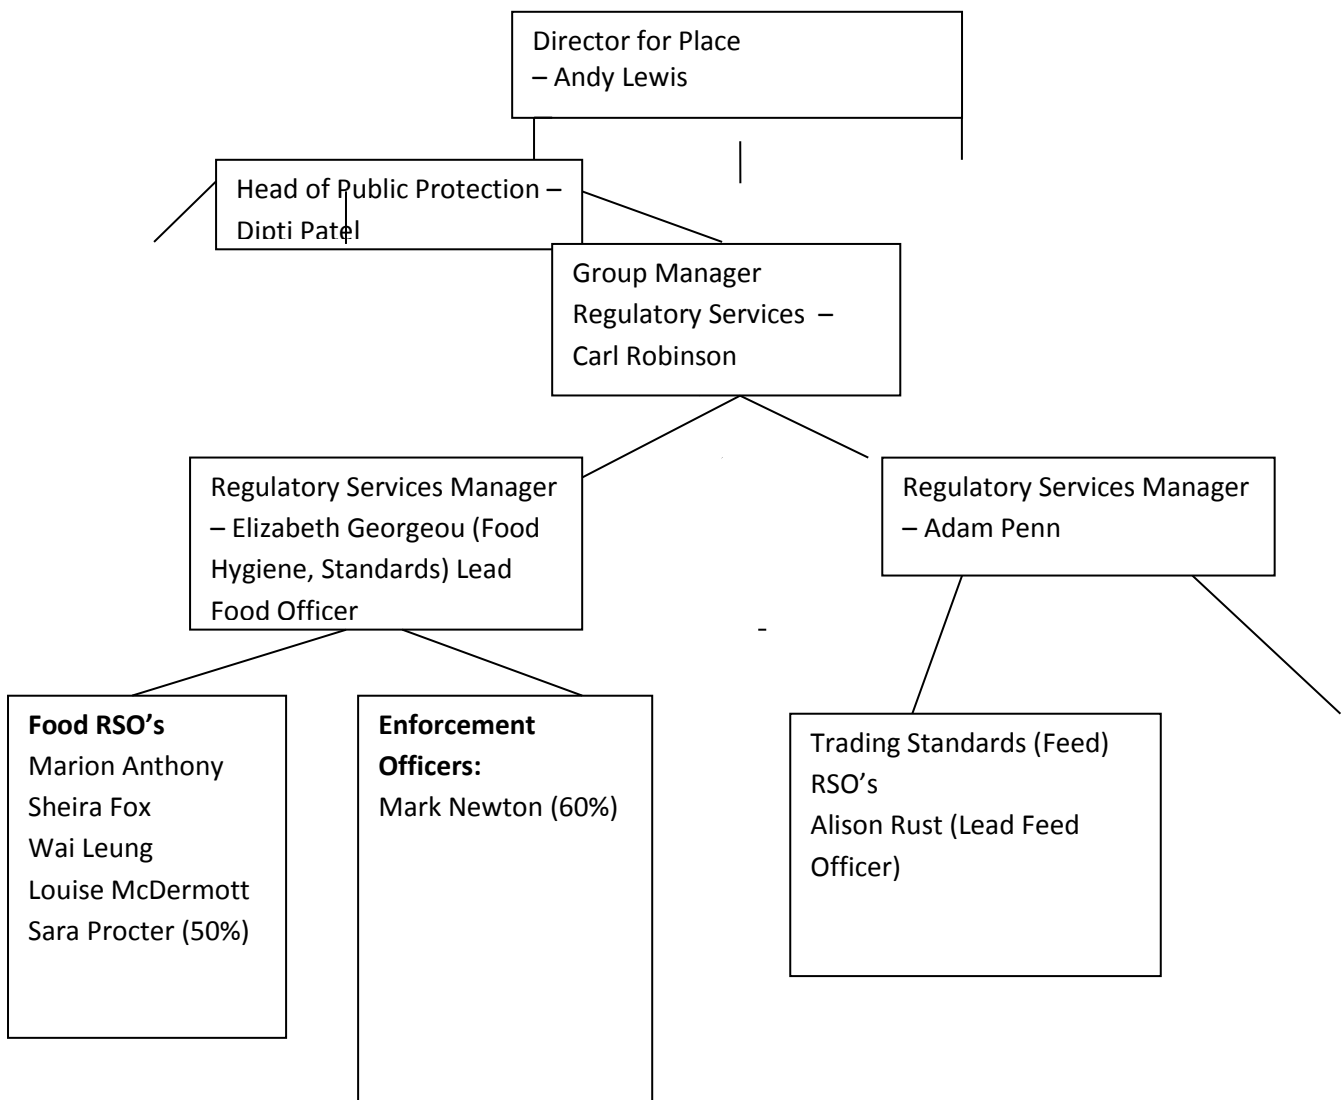 Director for Place
– Andy Lewis
Head of Public Protection –
Dipti Patel
Group Manager
Regulatory Services –
Carl Robinson
Regulatory Services Manager
– Elizabeth Georgeou (Food
Hygiene, Standards) Lead
Food Officer
Regulatory Services Manager
– Adam Penn
Food RSO’s
Marion Anthony
Sheira Fox
Wai Leung
Louise McDermott
Sara Procter (50%)
Enforcement
Officers:
Mark Newton (60%)
Trading Standards (Feed)
RSO’s
Alison Rust (Lead Feed
Officer)